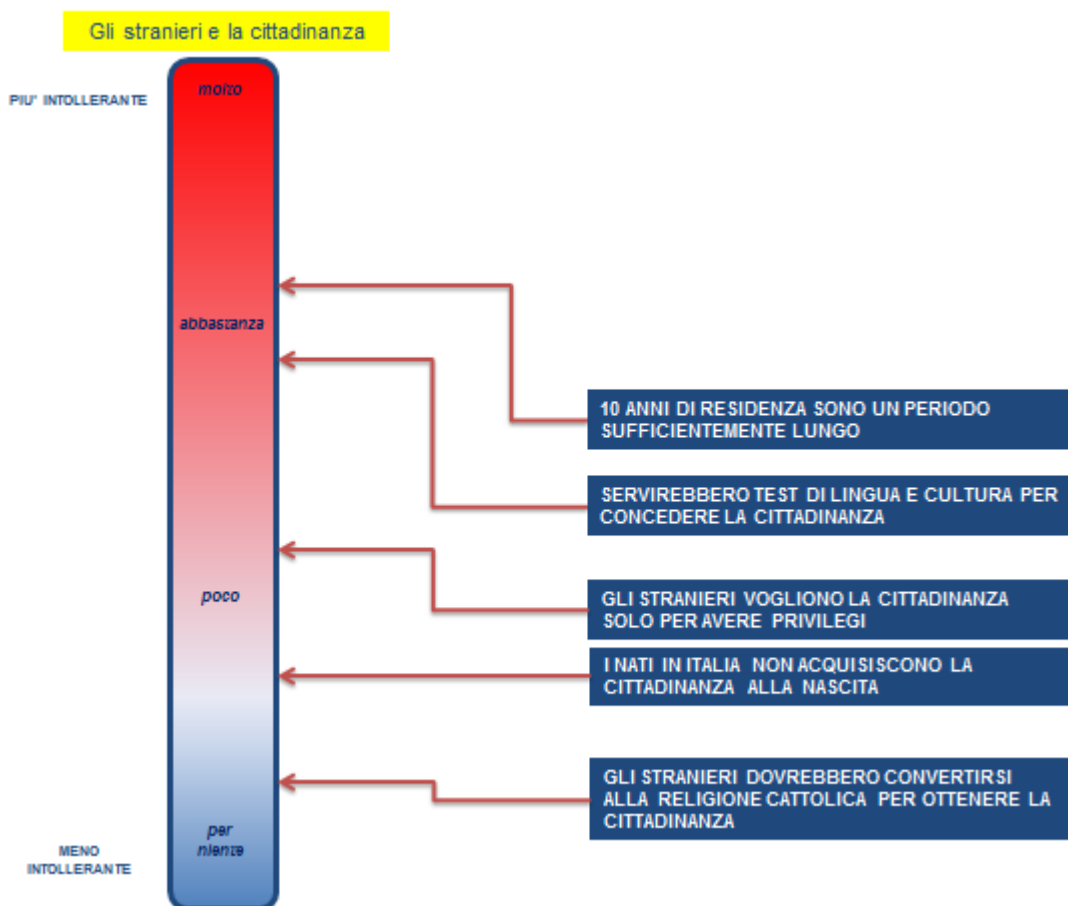 Gli stranieri e la cittadinanza
PIU' INTOLLERANTE
molto
abbastanza
10 ANNI DI RESIDENZA SONO UN PERIODO
SUFFICIENTEMENTE LUNGO
SERVIREBBERO TEST DI LINGUA E CULTURA PER
CONCEDERE LA CITTADINANZA
poco
GLI STRANIERI VOGLIONO LA CITTADINANZA
SOLO PER AVERE PRIVILEGI
I NATI IN ITALIA NON ACQUISISCONO LA
CITTADINANZA ALLA NASCITA
GLI STRANIERI DOVREBBERO CONVERTIRSI
ALLA RELIGIONE CATTOLICA PER OTTENERE LA
CITTADINANZA
per
niente
MENO
INTOLLERANTE